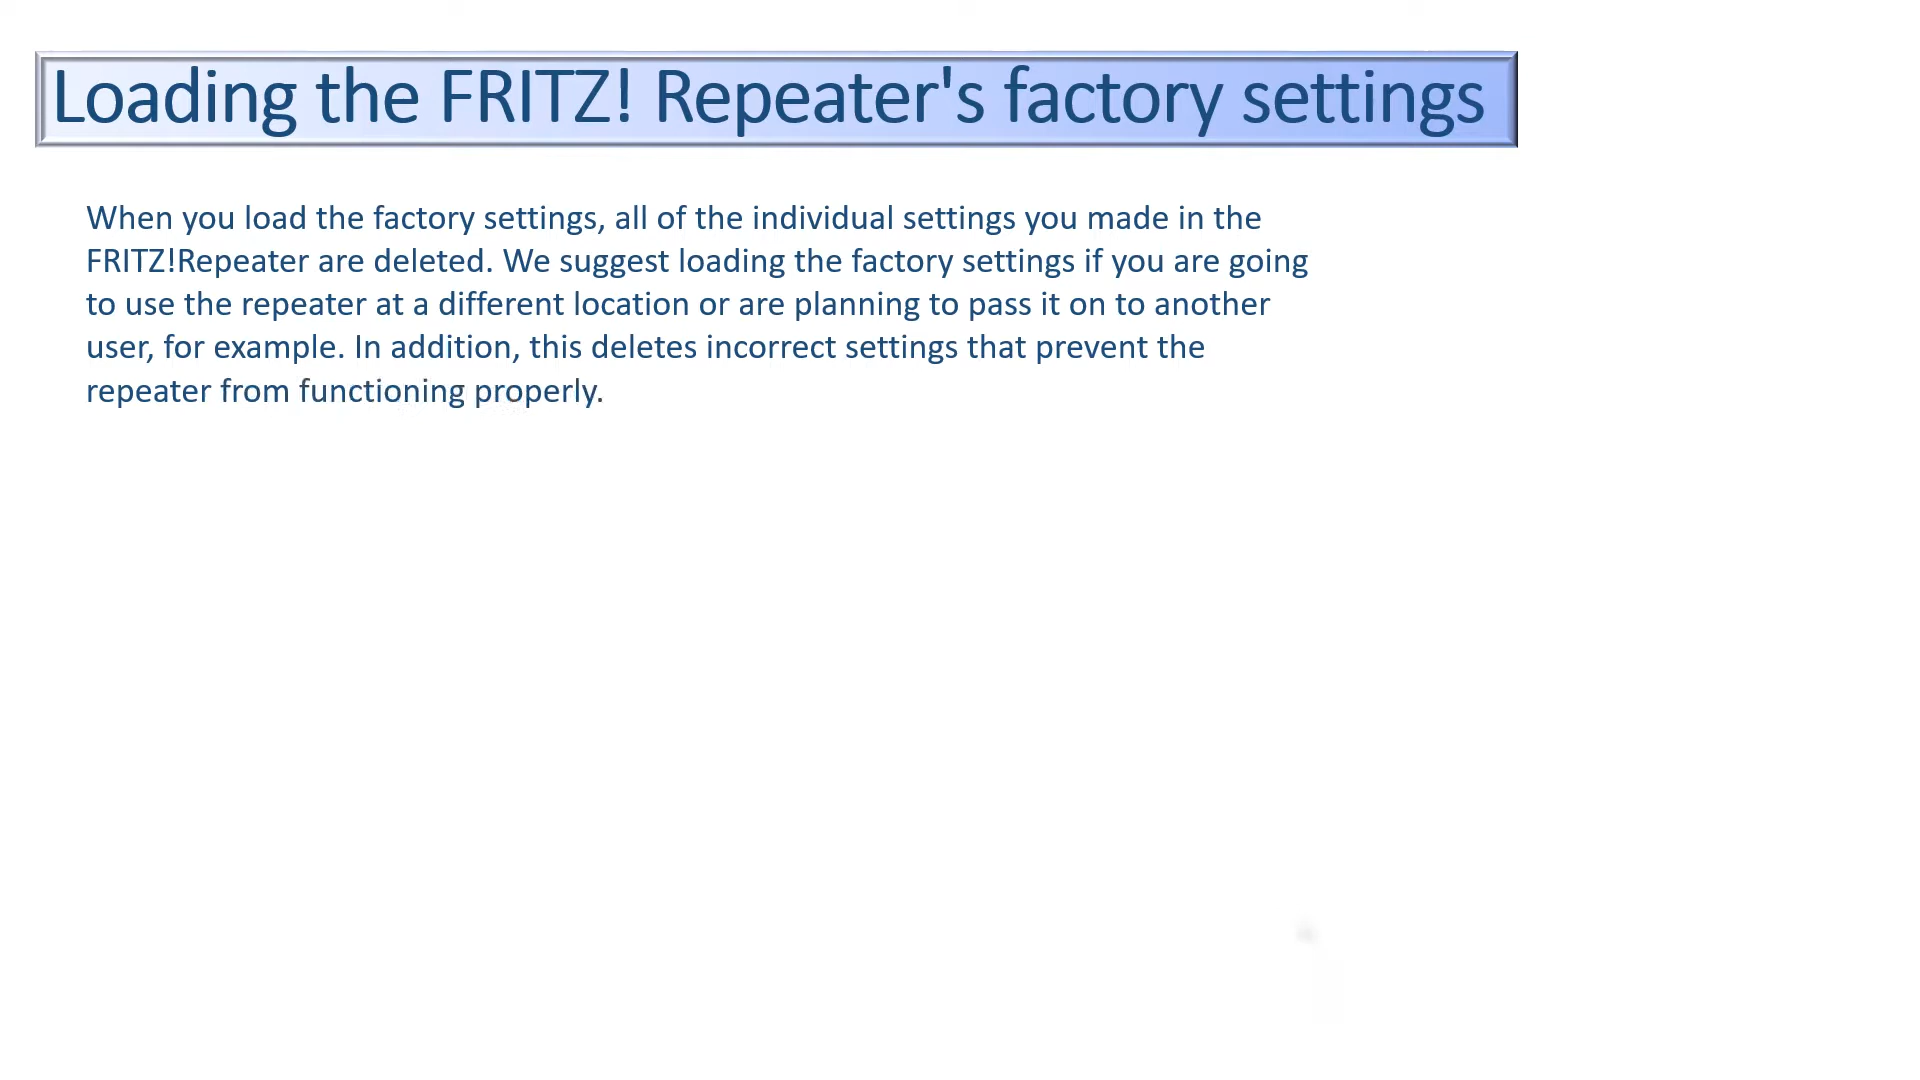 Loading the FRITZ! Repeater's factory settings
When you load the factory settings, all of the individual settings you made in the
FRITZ!Repeater are deleted. We suggest loading the factory settings if you are going
to use the repeater at a different location or are planning to pass it on to another
user, for example. In addition, this deletes incorrect settings that prevent the
repeater from functioning properly.